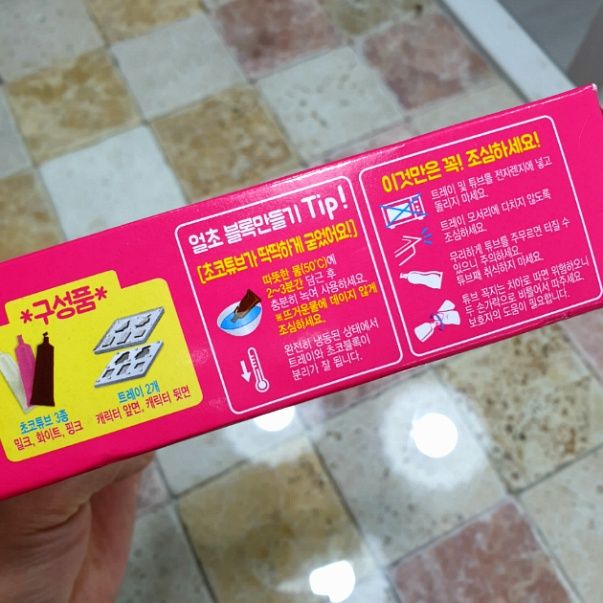 *구성품*
초코튜브 3종
밀크, 화이트, 핑크
트레이 2개
캐릭터 앞면, 캐릭터 뒷면
얼초 블록만들기 Tip!
[초코튜브가 딱딱하게 굳었어요!]
따뜻한 물(50℃)에
2~3분간 담근 후
충분히 녹여 사용하세요.
※뜨거운물에 데이지 않게
조심하세요.
완전히 냉동된 상태에서
트레이와 초코블록이
분리가 잘 됩니다.
이것만은 꼭! 조심하세요!
트레이 및 튜브를 전자렌지에 넣고
돌리지 마세요.
트레이 모서리에 다치지 않도록
조심하세요.
무리하게 튜브를 주무르면 터질 수
있으니 주의하세요.
튜브째 취식하지 마세요.
튜브 꼭지는 치아로 따면 위험하오니
두 손가락으로 비틀어서 따주세요.
보호자의 도움이 필요합니다.